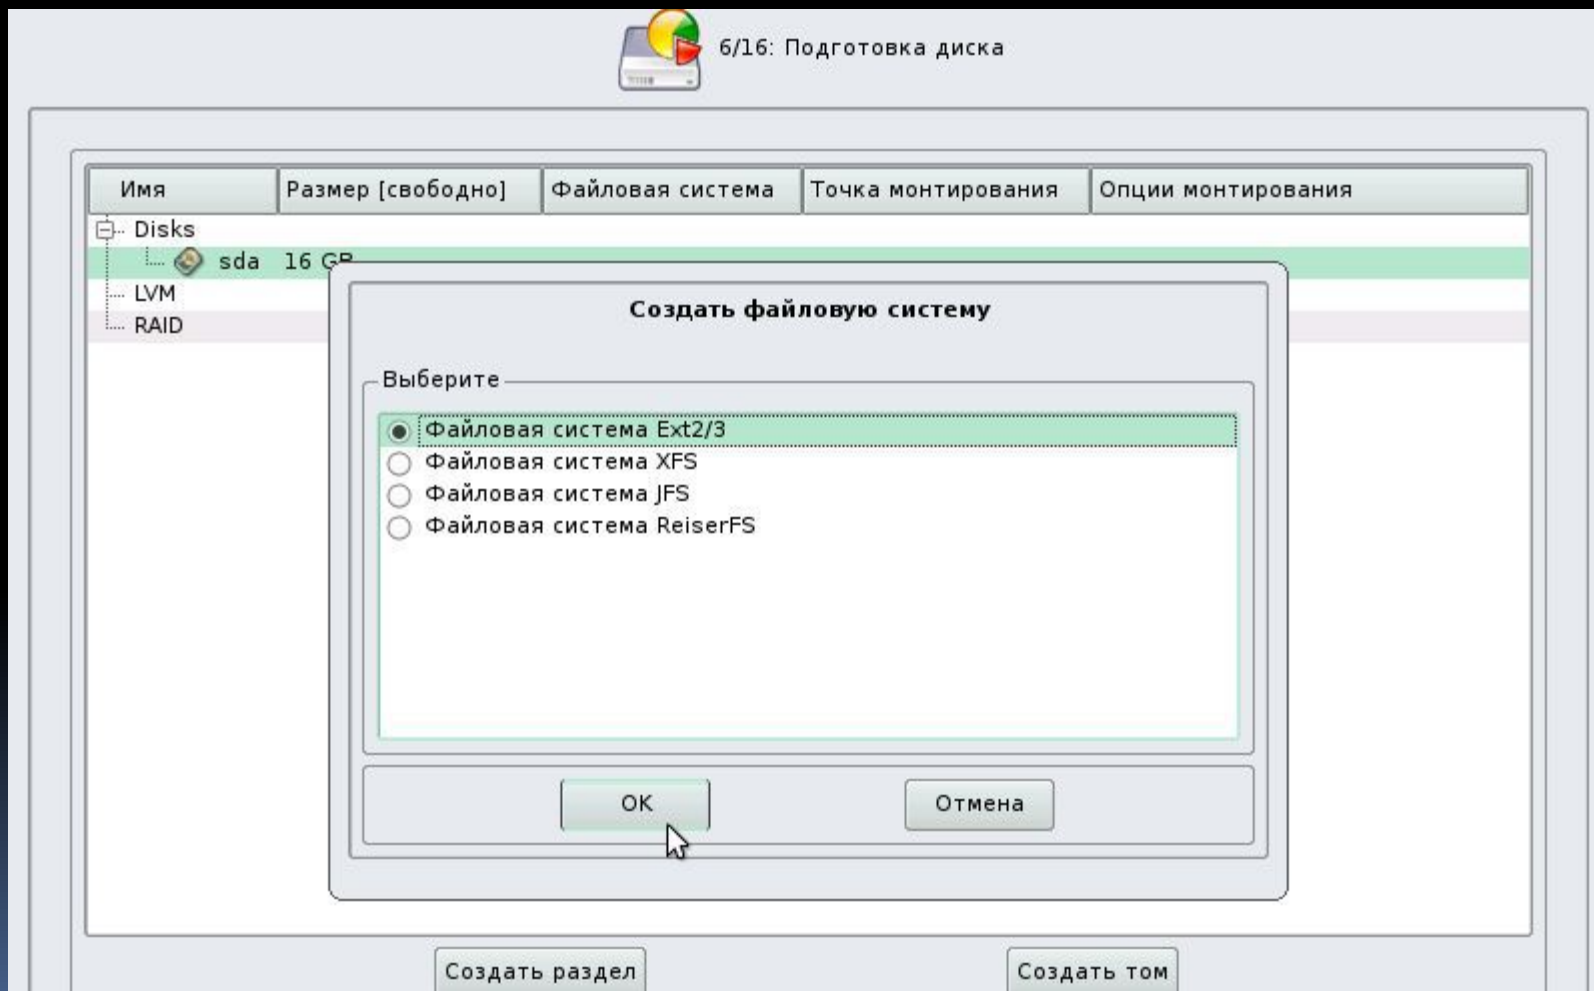 6/16: Подготовка диска
Имя Размер [свободно] Файловая система Точка монтирования Опции монтирования
Disks
sda 16 GB
LVM
RAID
Создать файловую систему
Выберите
Файловая система Ext2/3
Файловая система XFS
Файловая система JFS
Файловая система ReiserFS
OK Отмена
Создать раздел Создать том